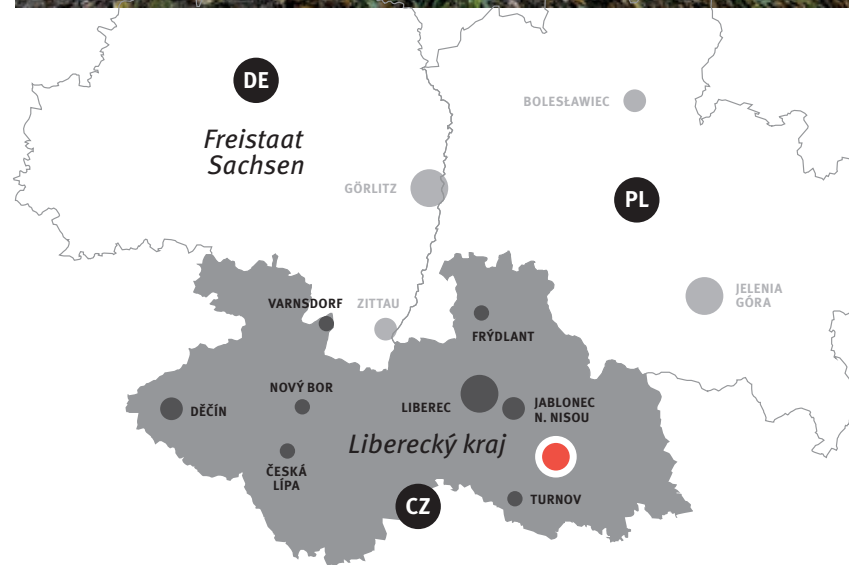 DE
Freistaat
Sachsen
BOLESŁAWIEC
GÖRLITZ
PL
JELENIA
GÓRA
VARNSDORF
ZITTAU
FRÝDLANT
NOVÝ BOR
DĚČÍN
LIBEREC
JABLONEC
N. NISOU
Liberecký kraj
ČESKÁ
LÍPA
CZ
TURNOV